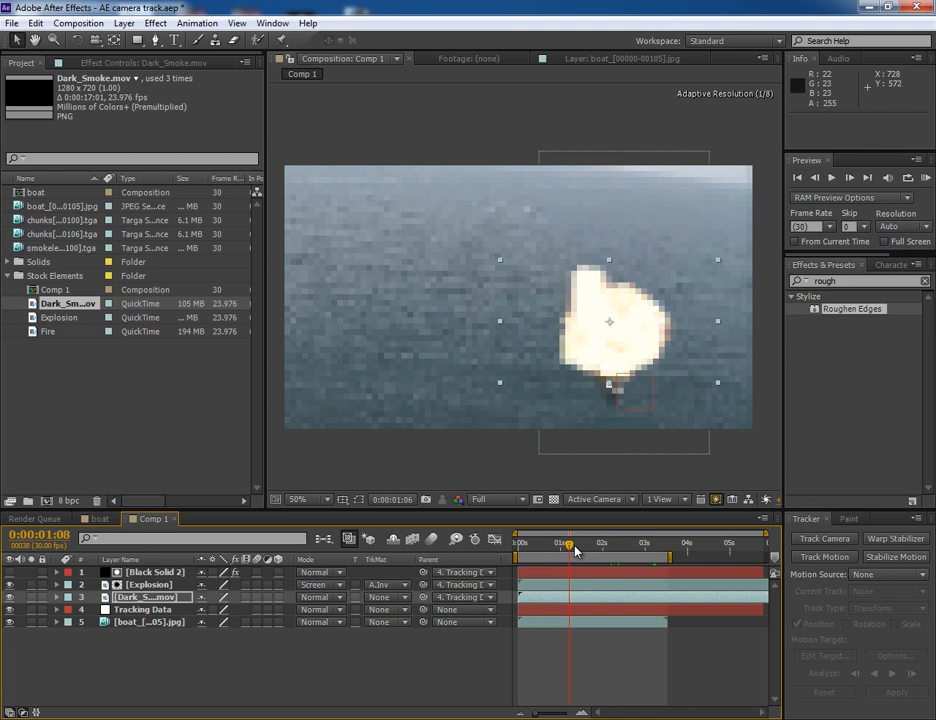 Adobe After Effects - AE camera track.aep *
File Edit Composition Layer Effect Animation View Window Help
Workspace: Standard Search Help
Project Effect Controls: Dark_Smoke.mov
Dark_Smoke.mov , used 3 times
1280 x 720 (1.00)
Δ 0:00:17:01, 23.976 fps
Millions of Colors+ (Premultiplied)
PNG
Name Type Size Frame R... In Po
boat Composition 30
boat_[0...0105].jpg JPEG Se...ce ... MB 30
chunks[...0100].tga Targa S...nce 6.1 MB 30
chunks[...0106].tga Targa S...nce 6.1 MB 30
smokele...100].tga Targa S...nce ... MB 30
Solids Folder
Stock Elements Folder
Comp 1 Composition 30
Dark_Sm...ov QuickTime 105 MB 23.976
Explosion QuickTime ... MB 23.976
Fire QuickTime 194 MB 23.976
8 bpc
Composition: Comp 1 Footage: (none) Layer: boat_[00000-00105].jpg
Comp 1
Adaptive Resolution (1/8)
50% 0:00:01:06 Full Active Camera 1 View
Info Audio
R : 22
G : 23
B : 23
A : 255
X : 728
Y : 572
Preview
RAM Preview Options
Frame Rate Skip Resolution
(30) 0 Auto
From Current Time Full Screen
Effects & Presets Characte
rough
Stylize
Roughen Edges
Render Queue boat Comp 1
0:00:01:08
00038 (30.00 fps)
# Layer Name Mode T TrkMat Parent
1 [Black Solid 2] Normal 4. Tracking D
2 [Explosion] Screen A.Inv 4. Tracking D
3 [Dark_S....mov] Normal None 4. Tracking D
4 Tracking Data Normal None None
5 [boat_[...05].jpg] Normal None None
:00s 01s 02s 03s 04s 05s
Tracker Paint
Track Camera Warp Stabilizer
Track Motion Stabilize Motion
Motion Source: None
Current Track: None
Track Type: Transform
Position Rotation Scale
Motion Target:
Edit Target... Options...
Analyze:
Reset Apply